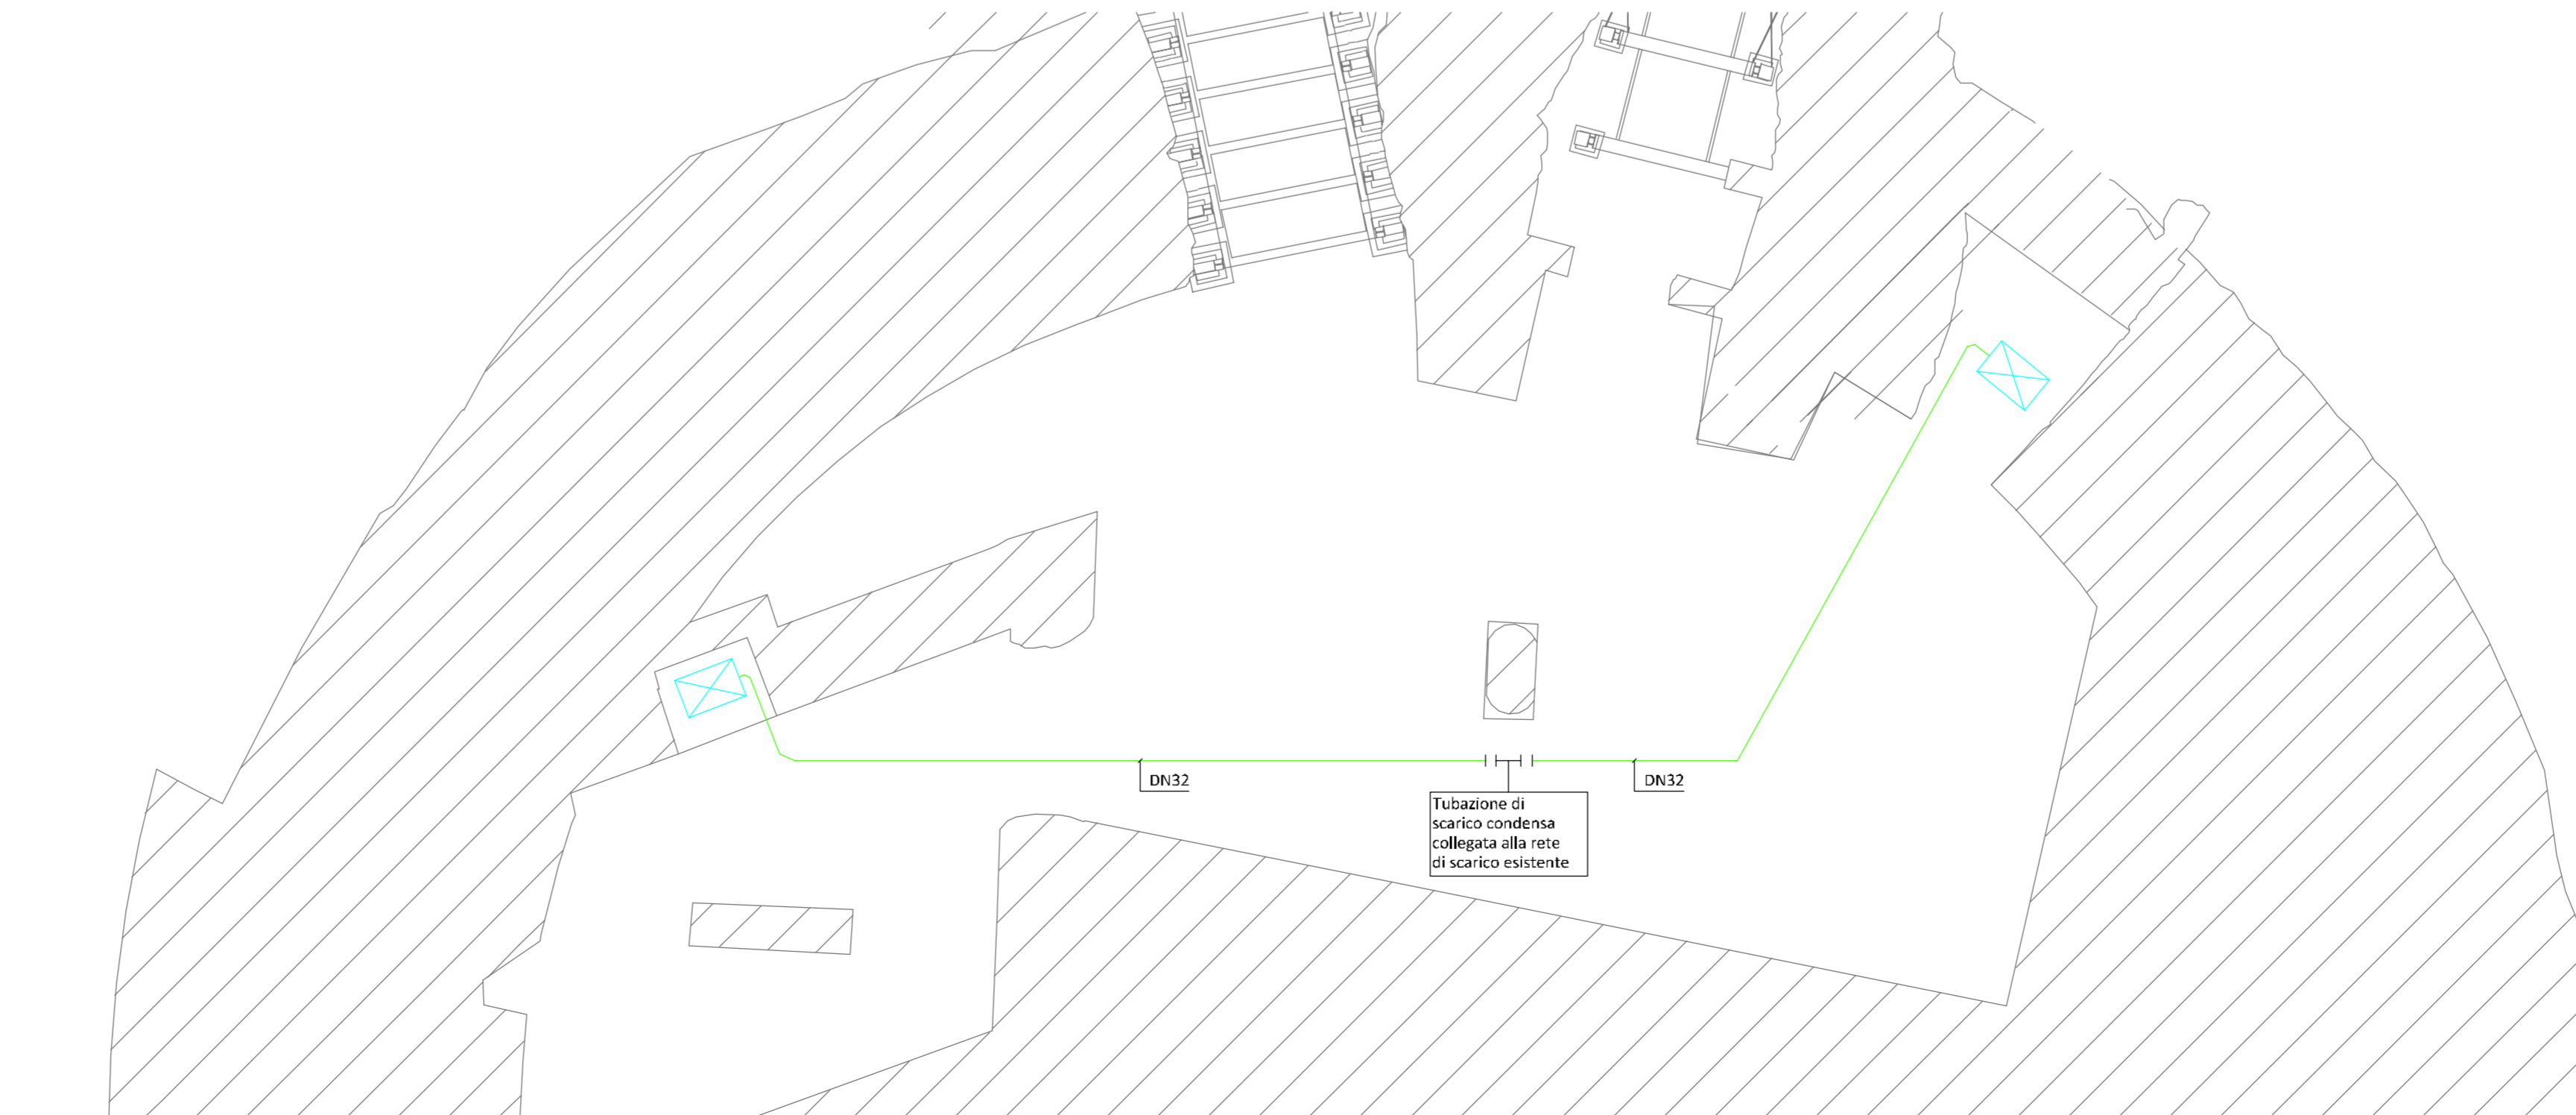 DN32
DN32
Tubazione di
scarico condensa
collegata alla rete
di scarico esistente